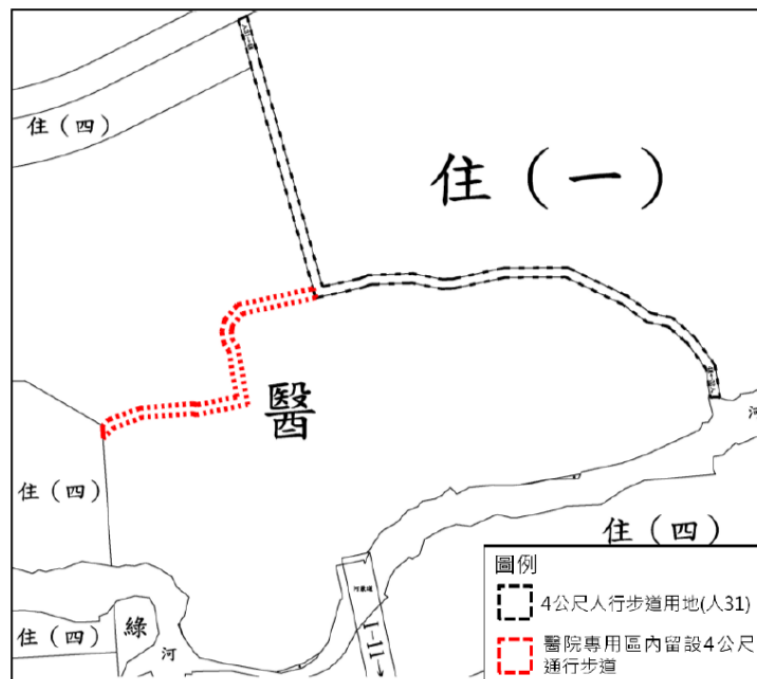 住（四）
住（一）
醫
河
住（四）
住（四）
圖例
4公尺人行步道用地(人31)
醫院專用區內留設4公尺
通行步道
I-11
住（四）
綠
河